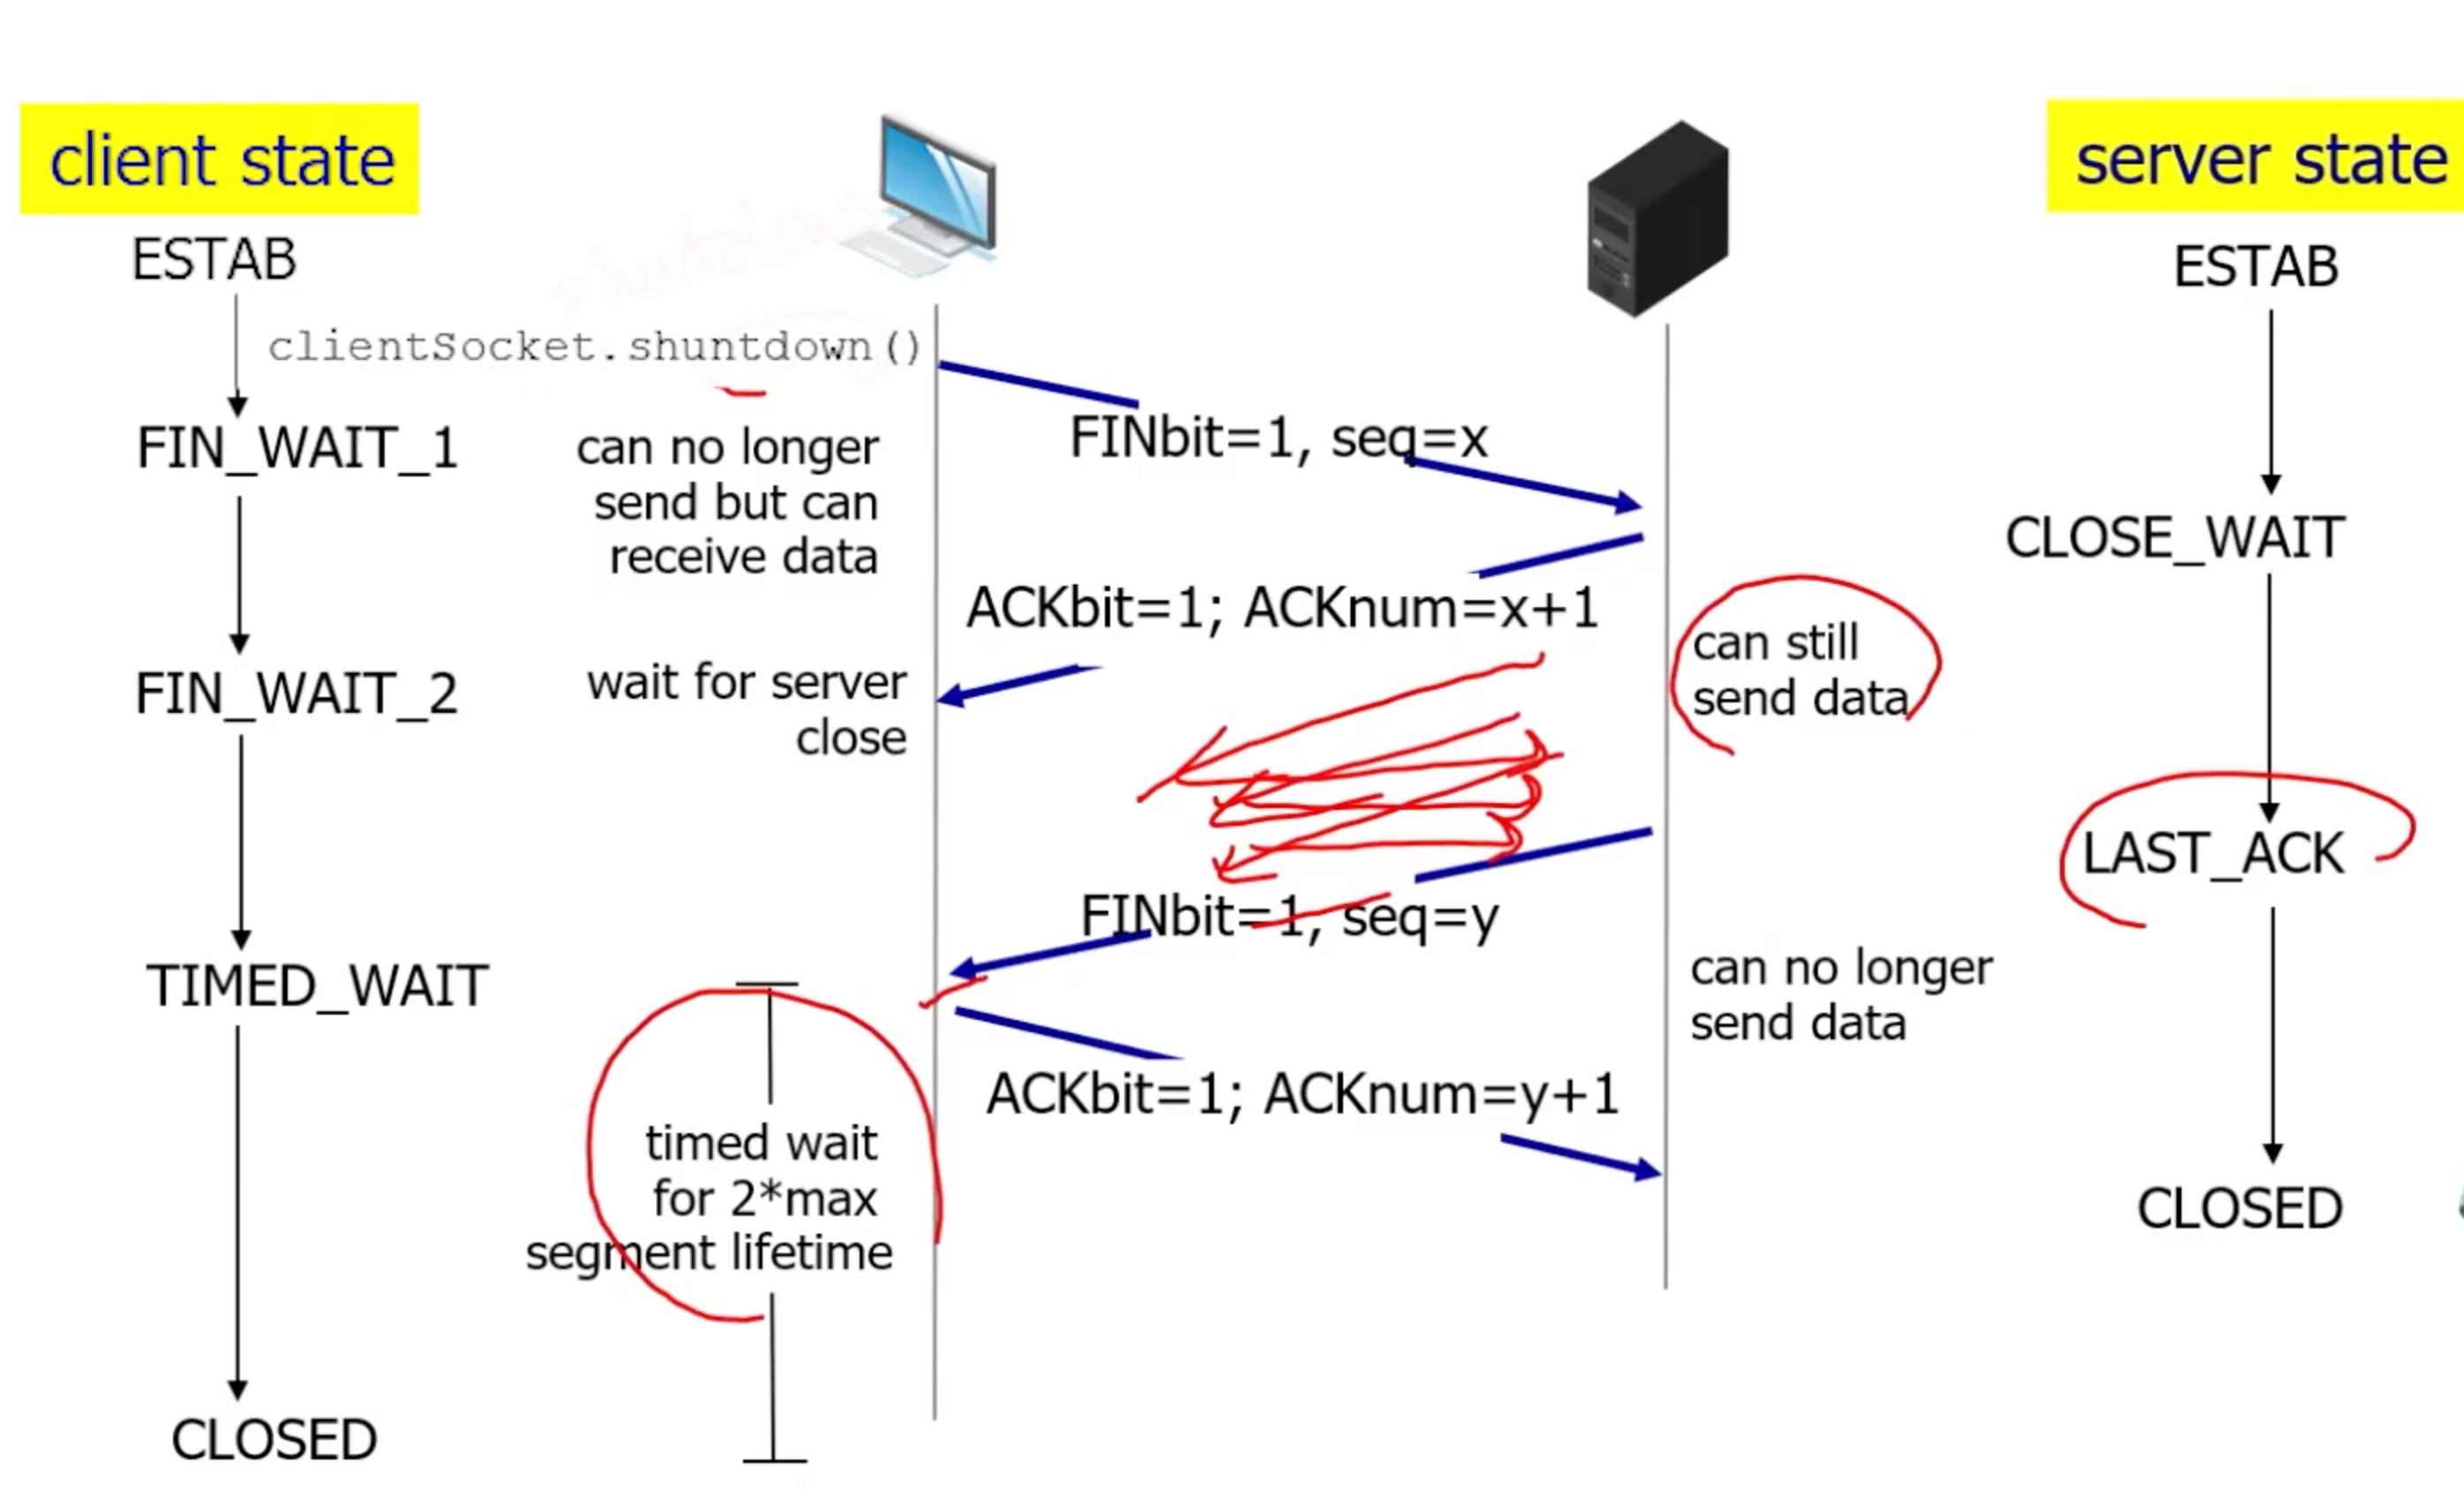 client state
server state
ESTAB
ESTAB
clientSocket.shuntdown()
FIN_WAIT_1
can no longer
send but can
receive data
FINbit=1, seq=x
CLOSE_WAIT
ACKbit=1; ACKnum=x+1
can still
send data
FIN_WAIT_2
wait for server
close
LAST_ACK
FINbit=1, seq=y
TIMED_WAIT
can no longer
send data
ACKbit=1; ACKnum=y+1
timed wait
for 2*max
segment lifetime
CLOSED
CLOSED